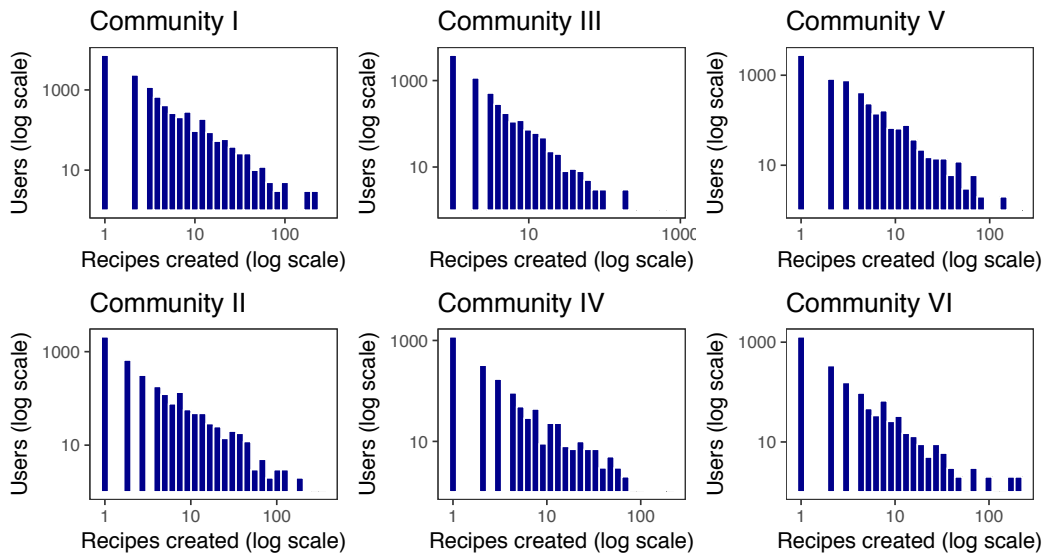 Community I
Users (log scale)
1000
10
1
10
100
Recipes created (log scale)
Community III
Users (log scale)
1000
10
10
1000
Recipes created (log scale)
Community V
Users (log scale)
1000
10
1
10
100
Recipes created (log scale)
Community II
Users (log scale)
1000
10
1
10
100
Recipes created (log scale)
Community IV
Users (log scale)
1000
10
1
10
100
Recipes created (log scale)
Community VI
Users (log scale)
1000
10
1
10
100
Recipes created (log scale)